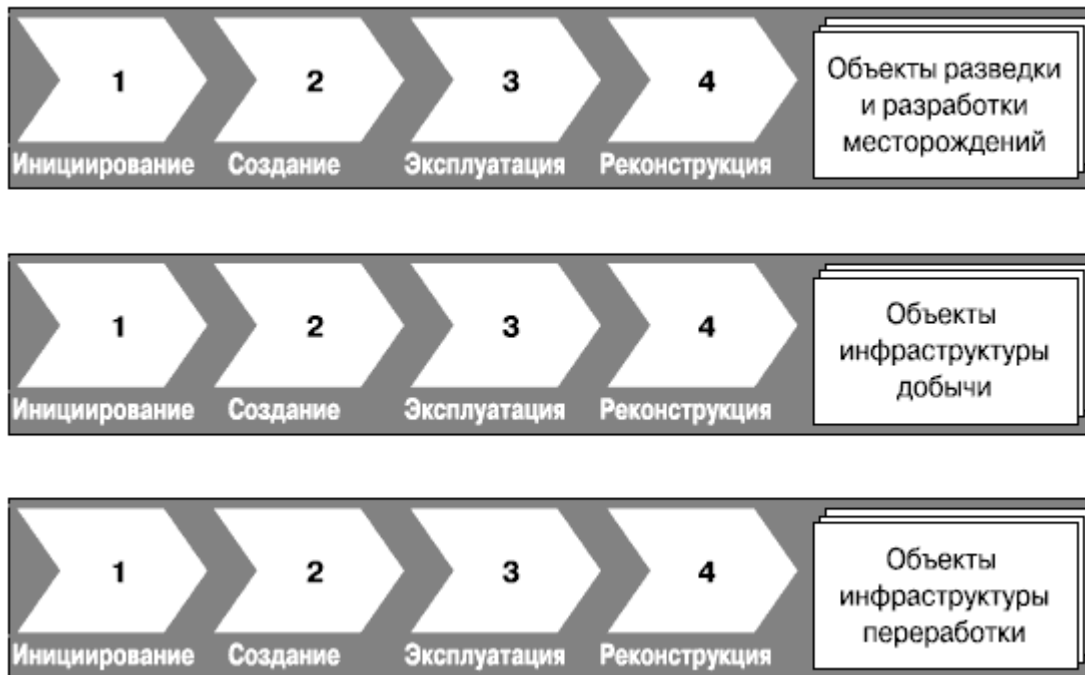 1 2 3 4
Инициирование Создание Эксплуатация Реконструкция
Объекты разведки
и разработки
месторождений
1 2 3 4
Инициирование Создание Эксплуатация Реконструкция
Объекты
инфраструктуры
добычи
1 2 3 4
Инициирование Создание Эксплуатация Реконструкция
Объекты
инфраструктуры
переработки